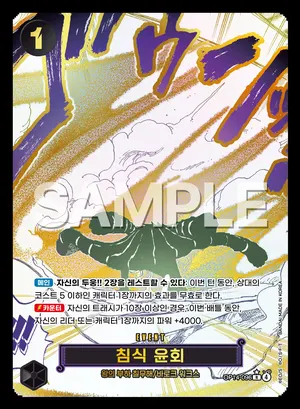 1
SAMPLE
메인 자신의 두웅!! 2장을 레스트할 수 있다: 이번 턴 동안, 상대의
코스트 5 이하인 캐릭터 1장까지의 효과를 무효로 한다.
카운터 자신의 트래시가 10장 이상인 경우, 이번 배틀 동안,
자신의 리더 또는 캐릭터 1장까지의 파워 +4000.
EVENT
침식 윤회